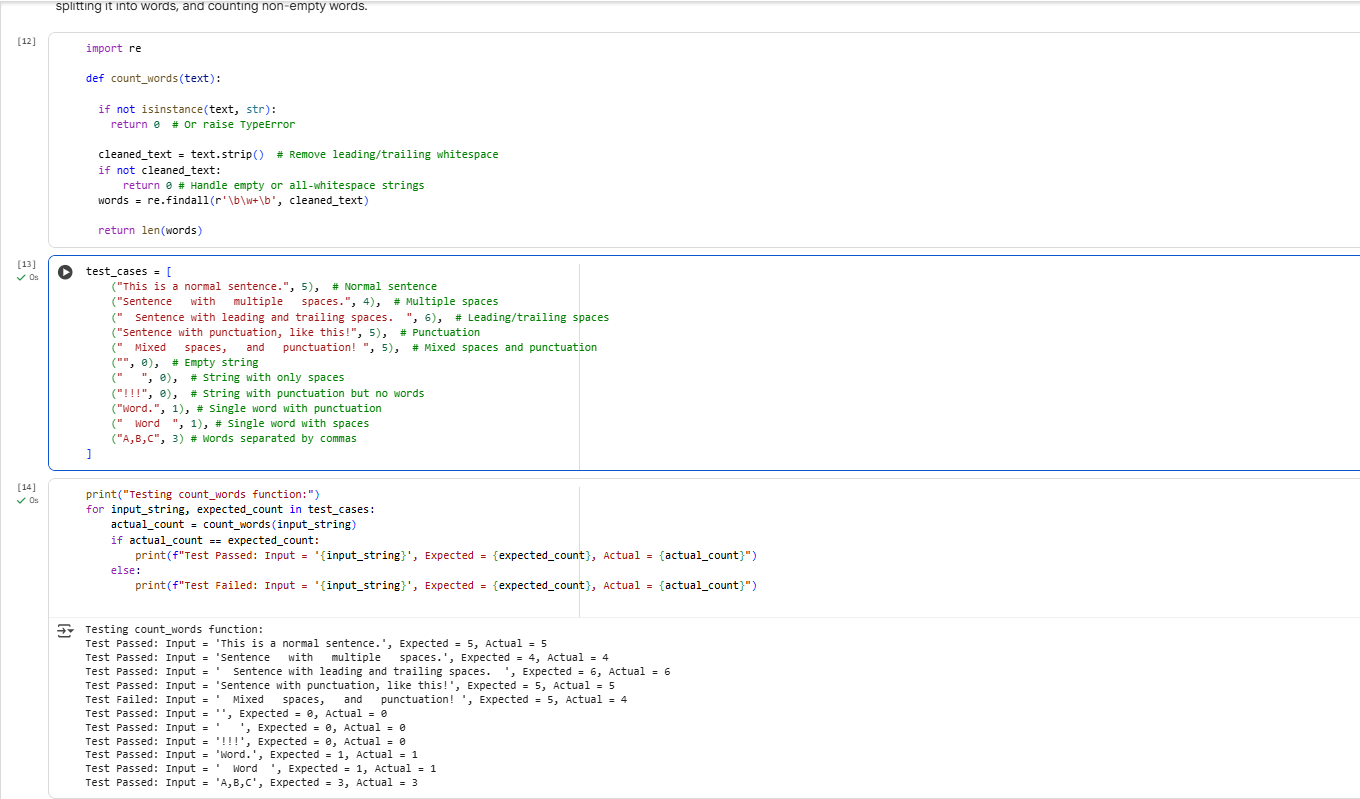 splitting it into words, and counting non-empty words.
[12]
import re
def count_words(text):
if not isinstance(text, str):
return 0  # Or raise TypeError
cleaned_text = text.strip()  # Remove leading/trailing whitespace
if not cleaned_text:
return 0 # Handle empty or all-whitespace strings
words = re.findall(r'\b\w+\b', cleaned_text)
return len(words)
[13]
0s
test_cases = [
("This is a normal sentence.", 5),  # Normal sentence
("Sentence   with   multiple   spaces.", 4),  # Multiple spaces
("  Sentence with leading and trailing spaces.  ", 6),  # Leading/trailing spaces
("Sentence with punctuation, like this!", 5),  # Punctuation
("  Mixed   spaces,   and   punctuation! ", 5),  # Mixed spaces and punctuation
("", 0),  # Empty string
("   ", 0),  # String with only spaces
("!!!", 0),  # String with punctuation but no words
("Word.", 1), # Single word with punctuation
("  Word  ", 1), # Single word with spaces
("A,B,C", 3) # Words separated by commas
]
[14]
0s
print("Testing count_words function:")
for input_string, expected_count in test_cases:
actual_count = count_words(input_string)
if actual_count == expected_count:
print(f"Test Passed: Input = '{input_string}', Expected = {expected_count}, Actual = {actual_count}")
else:
print(f"Test Failed: Input = '{input_string}', Expected = {expected_count}, Actual = {actual_count}")
Testing count_words function:
Test Passed: Input = 'This is a normal sentence.', Expected = 5, Actual = 5
Test Passed: Input = 'Sentence   with   multiple   spaces.', Expected = 4, Actual = 4
Test Passed: Input = '  Sentence with leading and trailing spaces.  ', Expected = 6, Actual = 6
Test Passed: Input = 'Sentence with punctuation, like this!', Expected = 5, Actual = 5
Test Failed: Input = '  Mixed   spaces,   and   punctuation! ', Expected = 5, Actual = 4
Test Passed: Input = '', Expected = 0, Actual = 0
Test Passed: Input = '   ', Expected = 0, Actual = 0
Test Passed: Input = '!!!', Expected = 0, Actual = 0
Test Passed: Input = 'Word.', Expected = 1, Actual = 1
Test Passed: Input = '  Word  ', Expected = 1, Actual = 1
Test Passed: Input = 'A,B,C', Expected = 3, Actual = 3